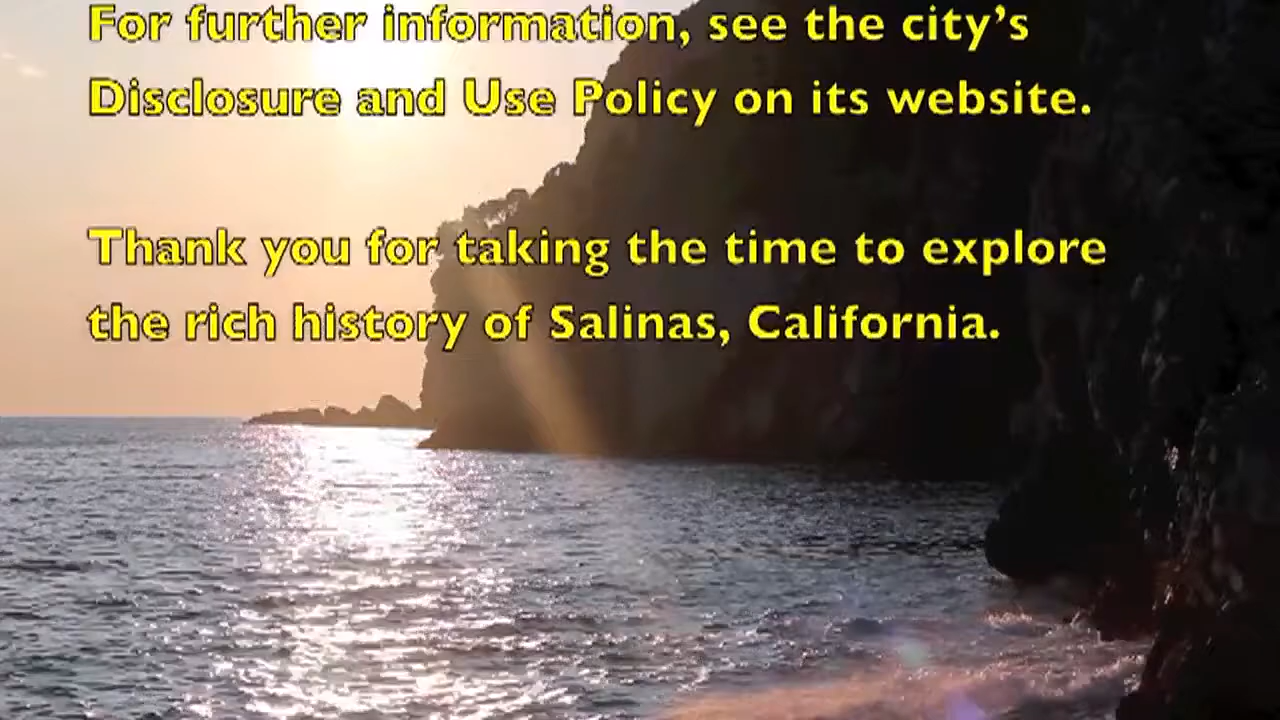 For further information, see the city’s
Disclosure and Use Policy on its website.
Thank you for taking the time to explore
the rich history of Salinas, California.